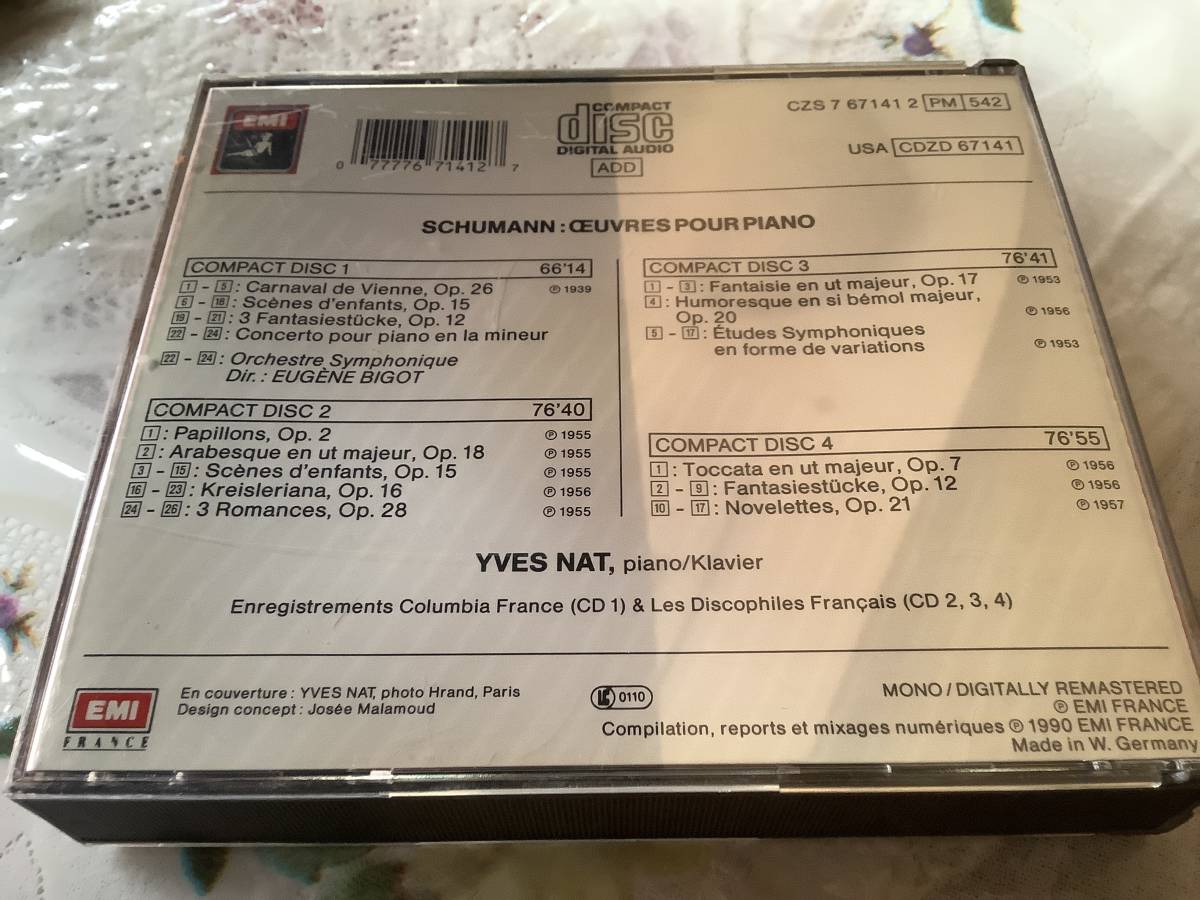 EMI
0 77776 71412 7
COMPACT
disc
DIGITAL AUDIO
ADD
CZS 7 67141 2 PM 542
USA CDZD 67141
SCHUMANN : ŒUVRES POUR PIANO
COMPACT DISC 1 66'14
1 - 5 : Carnaval de Vienne, Op. 26 ℗ 1939
6 - 18 : Scènes d'enfants, Op. 15
19 - 21 : 3 Fantasiestücke, Op. 12
22 - 24 : Concerto pour piano en la mineur
22 - 24 : Orchestre Symphonique
Dir. : EUGÈNE BIGOT
COMPACT DISC 2 76'40
1 : Papillons, Op. 2 ℗ 1955
2 : Arabesque en ut majeur, Op. 18 ℗ 1955
3 - 15 : Scènes d'enfants, Op. 15 ℗ 1955
16 - 23 : Kreisleriana, Op. 16 ℗ 1956
24 - 26 : 3 Romances, Op. 28 ℗ 1955
COMPACT DISC 3 76'41
1 - 3 : Fantaisie en ut majeur, Op. 17 ℗ 1953
4 : Humoresque en si bémol majeur,
Op. 20 ℗ 1956
5 - 17 : Études Symphoniques
en forme de variations ℗ 1953
COMPACT DISC 4 76'55
1 : Toccata en ut majeur, Op. 7 ℗ 1956
2 - 9 : Fantasiestücke, Op. 12 ℗ 1956
10 - 17 : Novelettes, Op. 21 ℗ 1957
YVES NAT, piano/Klavier
Enregistrements Columbia France (CD 1) & Les Discophiles Français (CD 2, 3, 4)
EMI
FRANCE
En couverture : YVES NAT, photo Hrand, Paris
Design concept : Josée Malamoud
LC 0110
MONO / DIGITALLY REMASTERED
℗ EMI FRANCE
Compilation, reports et mixages numériques ℗ 1990 EMI FRANCE
Made in W. Germany